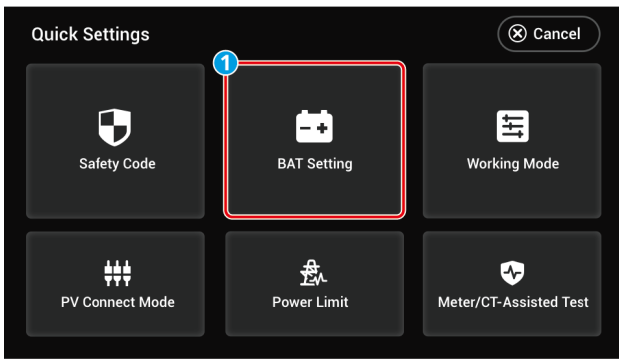 Quick Settings
Cancel
1
Safety Code
BAT Setting
Working Mode
PV Connect Mode
Power Limit
Meter/CT-Assisted Test